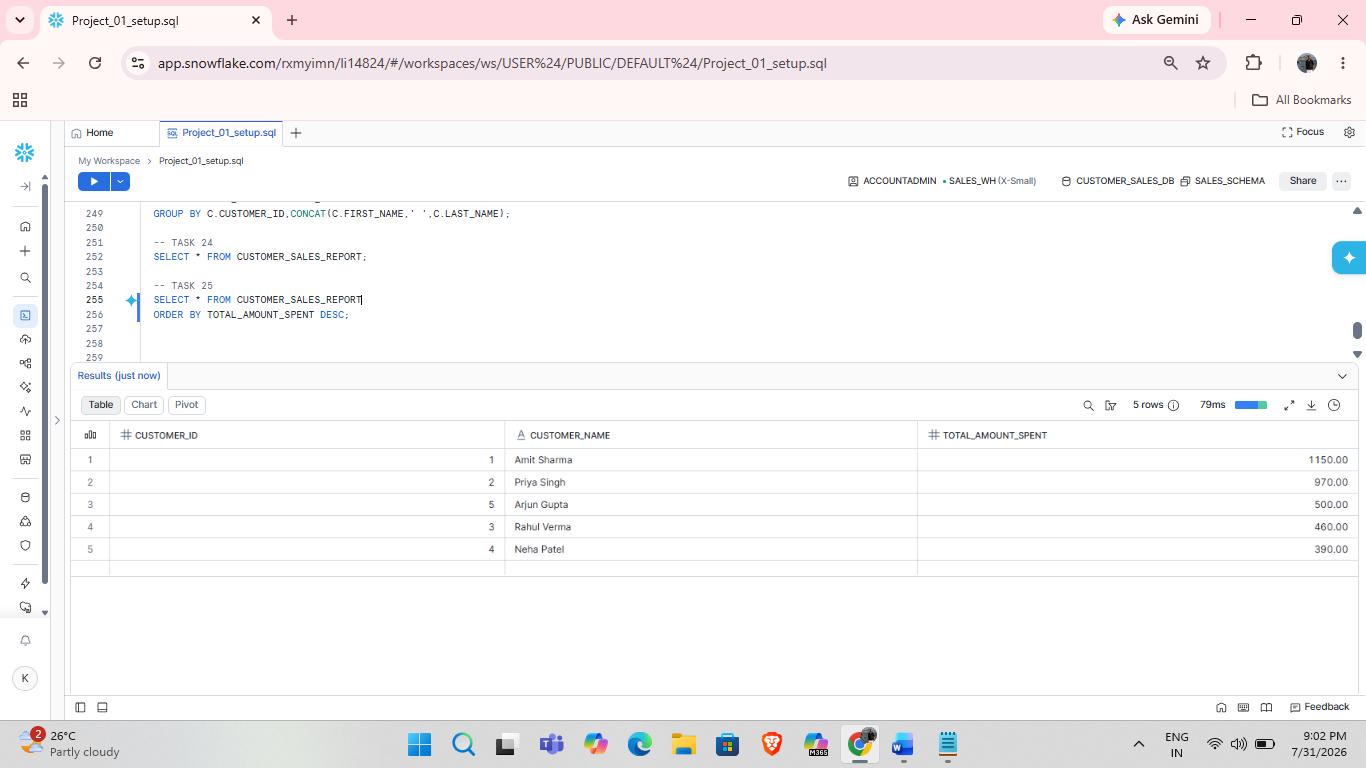 Project_01_setup.sql
Ask Gemini
app.snowflake.com/rxmyimn/li14824/#/workspaces/ws/USER%24/PUBLIC/DEFAULT%24/Project_01_setup.sql
All Bookmarks
Home
Project_01_setup.sql
Focus
My Workspace > Project_01_setup.sql
ACCOUNTADMIN • SALES_WH (X-Small)
CUSTOMER_SALES_DB
SALES_SCHEMA
Share
249 GROUP BY C.CUSTOMER_ID,CONCAT(C.FIRST_NAME,' ',C.LAST_NAME);
250
251 -- TASK 24
252 SELECT * FROM CUSTOMER_SALES_REPORT;
253
254 -- TASK 25
255 SELECT * FROM CUSTOMER_SALES_REPORT
256 ORDER BY TOTAL_AMOUNT_SPENT DESC;
257
258
259
Results (just now)
Table Chart Pivot
5 rows
79ms
CUSTOMER_ID CUSTOMER_NAME TOTAL_AMOUNT_SPENT
1 1 Amit Sharma 1150.00
2 2 Priya Singh 970.00
3 5 Arjun Gupta 500.00
4 3 Rahul Verma 460.00
5 4 Neha Patel 390.00
K
Feedback
2
26°C
Partly cloudy
M365
ENG
IN
9:02 PM
7/31/2026